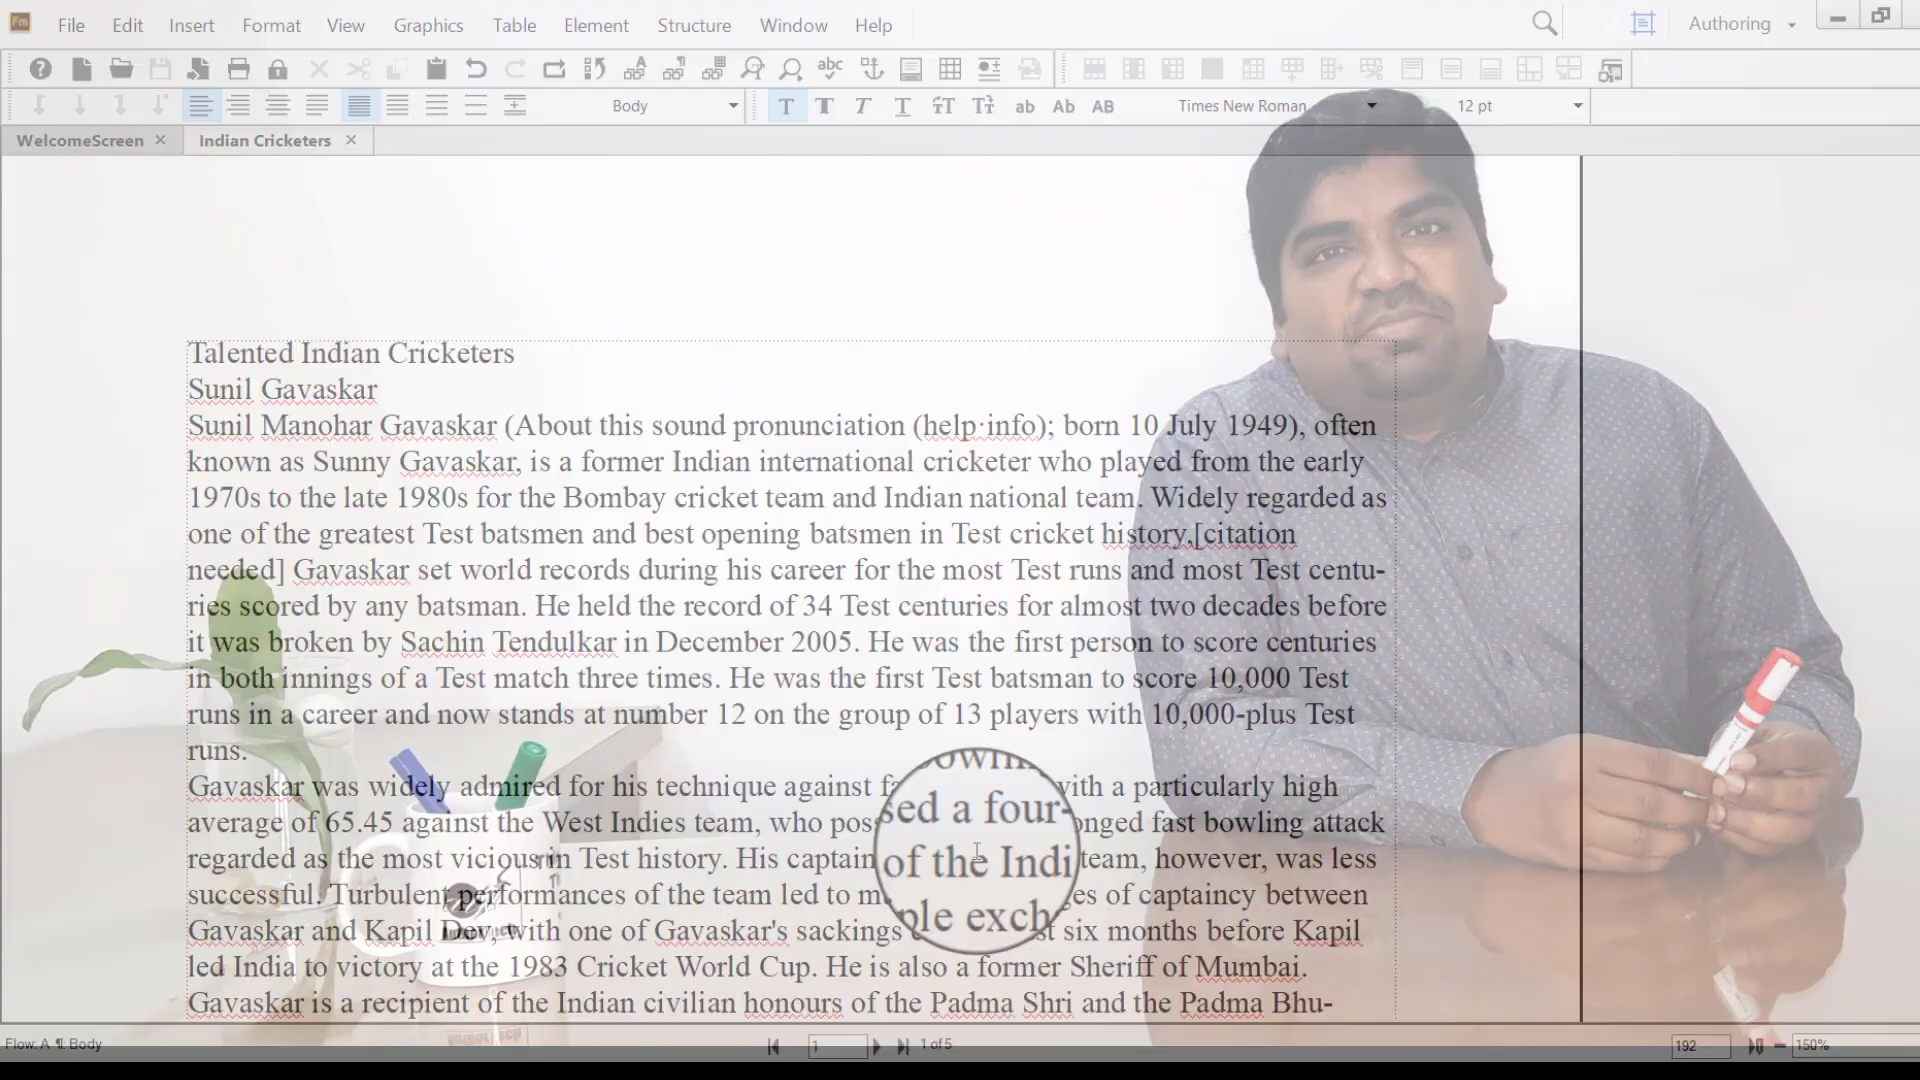 File Edit Insert Format View Graphics Table Element Structure Window Help
Authoring
Body
Times New Roman
12 pt
WelcomeScreen
Indian Cricketers
Talented Indian Cricketers
Sunil Gavaskar
Sunil Manohar Gavaskar (About this sound pronunciation (help·info); born 10 July 1949), often
known as Sunny Gavaskar, is a former Indian international cricketer who played from the early
1970s to the late 1980s for the Bombay cricket team and Indian national team. Widely regarded as
one of the greatest Test batsmen and best opening batsmen in Test cricket history,[citation
needed] Gavaskar set world records during his career for the most Test runs and most Test centu-
ries scored by any batsman. He held the record of 34 Test centuries for almost two decades before
it was broken by Sachin Tendulkar in December 2005. He was the first person to score centuries
in both innings of a Test match three times. He was the first Test batsman to score 10,000 Test
runs in a career and now stands at number 12 on the group of 13 players with 10,000-plus Test
runs.
Gavaskar was widely admired for his technique against with a particularly high
average of 65.45 against the West Indies team, who possed a four-onged fast bowling attack
regarded as the most vicious in Test history. His captain of the Indi team, however, was less
successful. Turbulent performances of the team led to ple exch es of captaincy between
Gavaskar and Kapil Dev, with one of Gavaskar's sackings six months before Kapil
led India to victory at the 1983 Cricket World Cup. He is also a former Sheriff of Mumbai.
Gavaskar is a recipient of the Indian civilian honours of the Padma Shri and the Padma Bhu-
Flow: A ¶: Body
1
1 of 5
192
150%